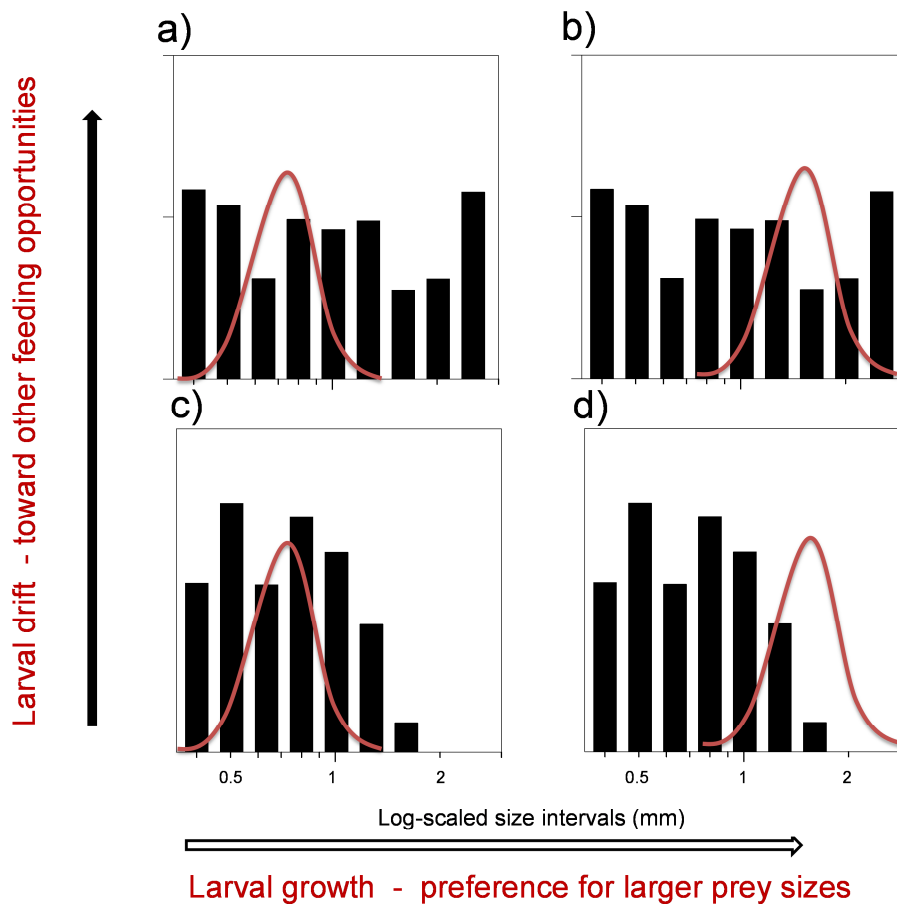 a)
b)
Larval drift - toward other feeding opportunities
c)
d)
0.5 1 2
0.5 1 2
Log-scaled size intervals (mm)
Larval growth - preference for larger prey sizes